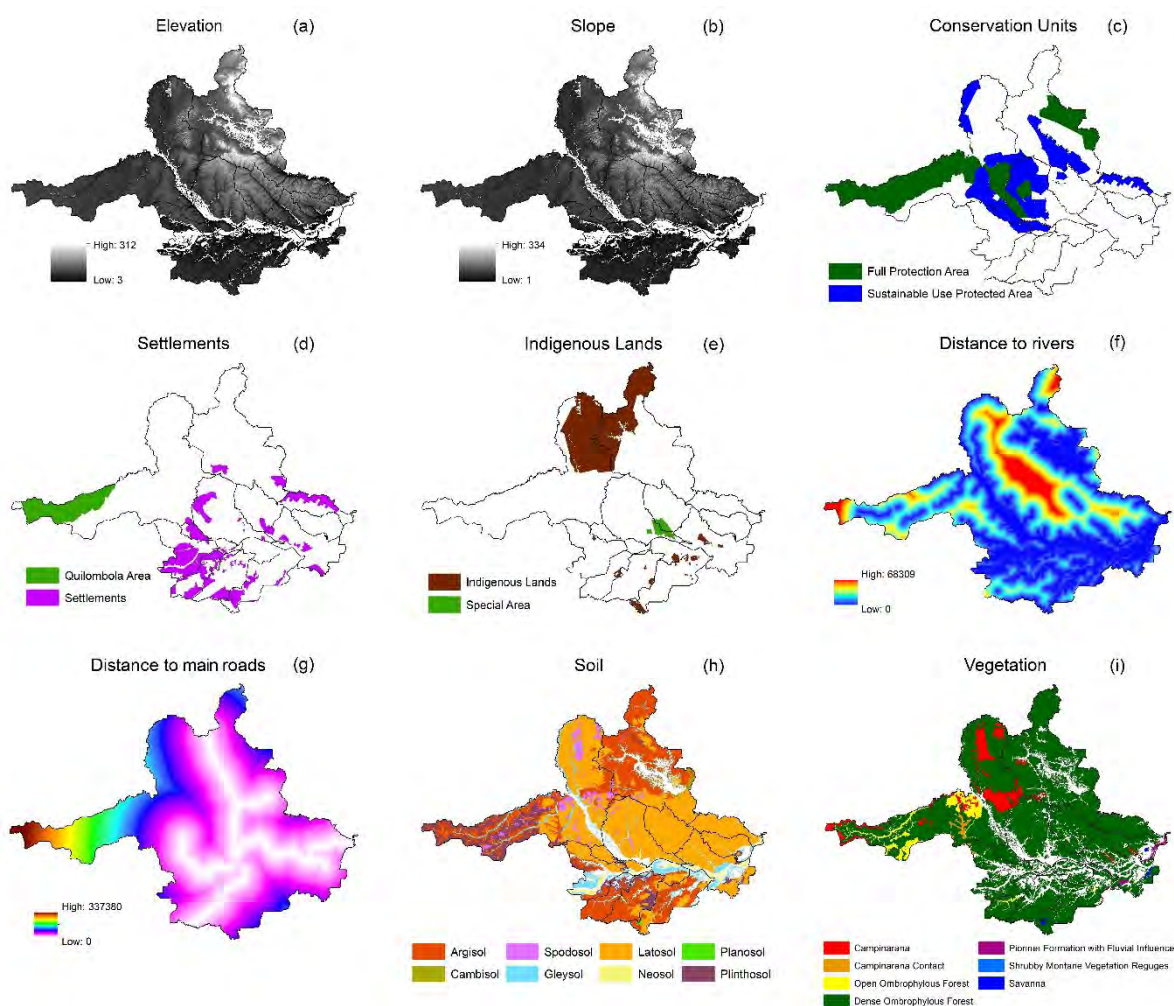 Elevation (a)
High: 312
Low: 3
Slope (b)
High: 334
Low: 1
Conservation Units (c)
Full Protection Area
Sustainable Use Protected Area
Settlements (d)
Quilombola Area
Settlements
Indigenous Lands (e)
Indigenous Lands
Special Area
Distance to rivers (f)
High: 68309
Low: 0
Distance to main roads (g)
High: 337380
Low: 0
Soil (h)
Argisol Spodosol Latosol Planosol
Cambisol Gleysol Neosol Plinthosol
Vegetation (i)
Campinarana Pionner Formation with Fluvial Influence
Campinarana Contact Shrubby Montane Vegetation Reguges
Open Ombrophylous Forest Savanna
Dense Ombrophylous Forest